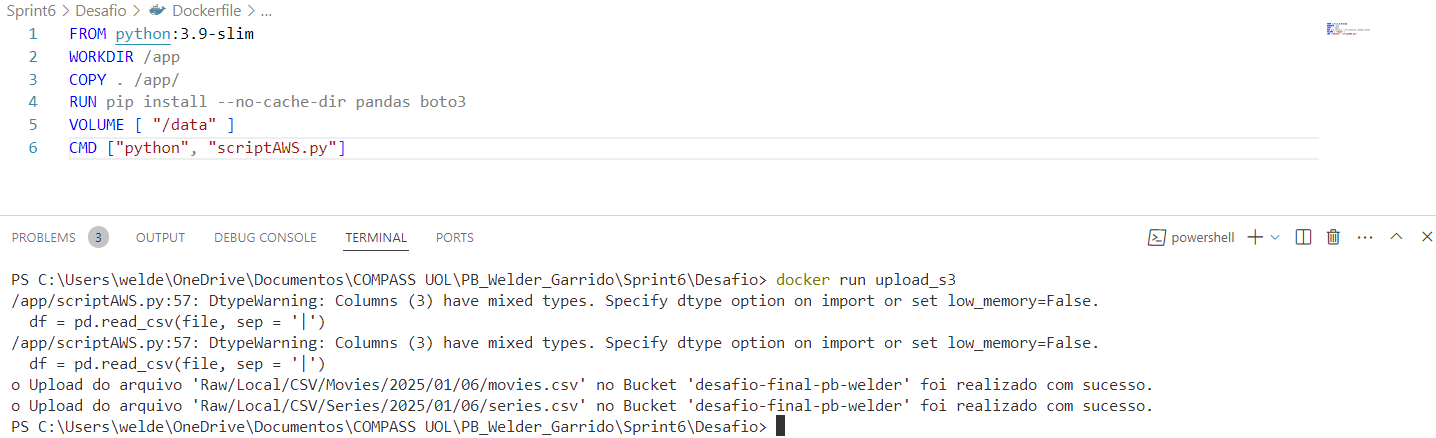 Sprint6 > Desafio > Dockerfile > ...
1 FROM python:3.9-slim
2 WORKDIR /app
3 COPY . /app/
4 RUN pip install --no-cache-dir pandas boto3
5 VOLUME [ "/data" ]
6 CMD ["python", "scriptAWS.py"]
PROBLEMS 3 OUTPUT DEBUG CONSOLE TERMINAL PORTS powershell
PS C:\Users\welde\OneDrive\Documentos\COMPASS UOL\PB_Welder_Garrido\Sprint6\Desafio> docker run upload_s3
/app/scriptAWS.py:57: DtypeWarning: Columns (3) have mixed types. Specify dtype option on import or set low_memory=False.
  df = pd.read_csv(file, sep = '|')
/app/scriptAWS.py:57: DtypeWarning: Columns (3) have mixed types. Specify dtype option on import or set low_memory=False.
  df = pd.read_csv(file, sep = '|')
o Upload do arquivo 'Raw/Local/CSV/Movies/2025/01/06/movies.csv' no Bucket 'desafio-final-pb-welder' foi realizado com sucesso.
o Upload do arquivo 'Raw/Local/CSV/Series/2025/01/06/series.csv' no Bucket 'desafio-final-pb-welder' foi realizado com sucesso.
PS C:\Users\welde\OneDrive\Documentos\COMPASS UOL\PB_Welder_Garrido\Sprint6\Desafio>